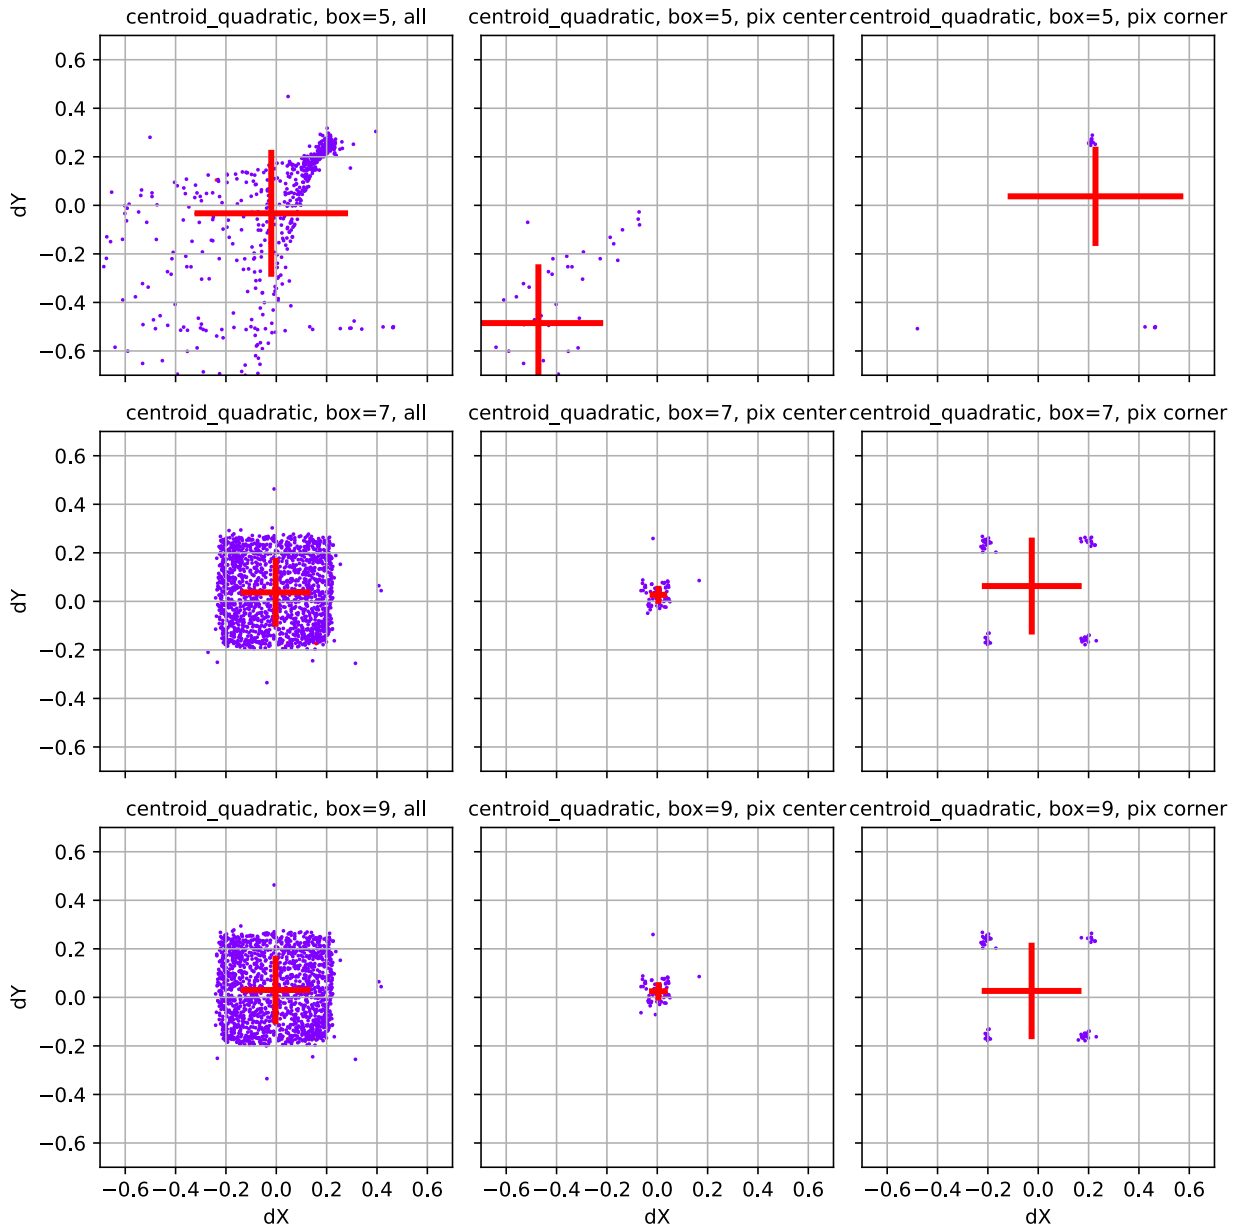 centroid_quadratic, box=5, all
centroid_quadratic, box=5, pix center
centroid_quadratic, box=5, pix corner
0.6
0.4
0.2
0.0
−0.2
−0.4
−0.6
dY
centroid_quadratic, box=7, all
centroid_quadratic, box=7, pix center
centroid_quadratic, box=7, pix corner
0.6
0.4
0.2
0.0
−0.2
−0.4
−0.6
dY
centroid_quadratic, box=9, all
centroid_quadratic, box=9, pix center
centroid_quadratic, box=9, pix corner
0.6
0.4
0.2
0.0
−0.2
−0.4
−0.6
dY
−0.6 −0.4 −0.2 0.0 0.2 0.4 0.6
−0.6 −0.4 −0.2 0.0 0.2 0.4 0.6
−0.6 −0.4 −0.2 0.0 0.2 0.4 0.6
dX
dX
dX